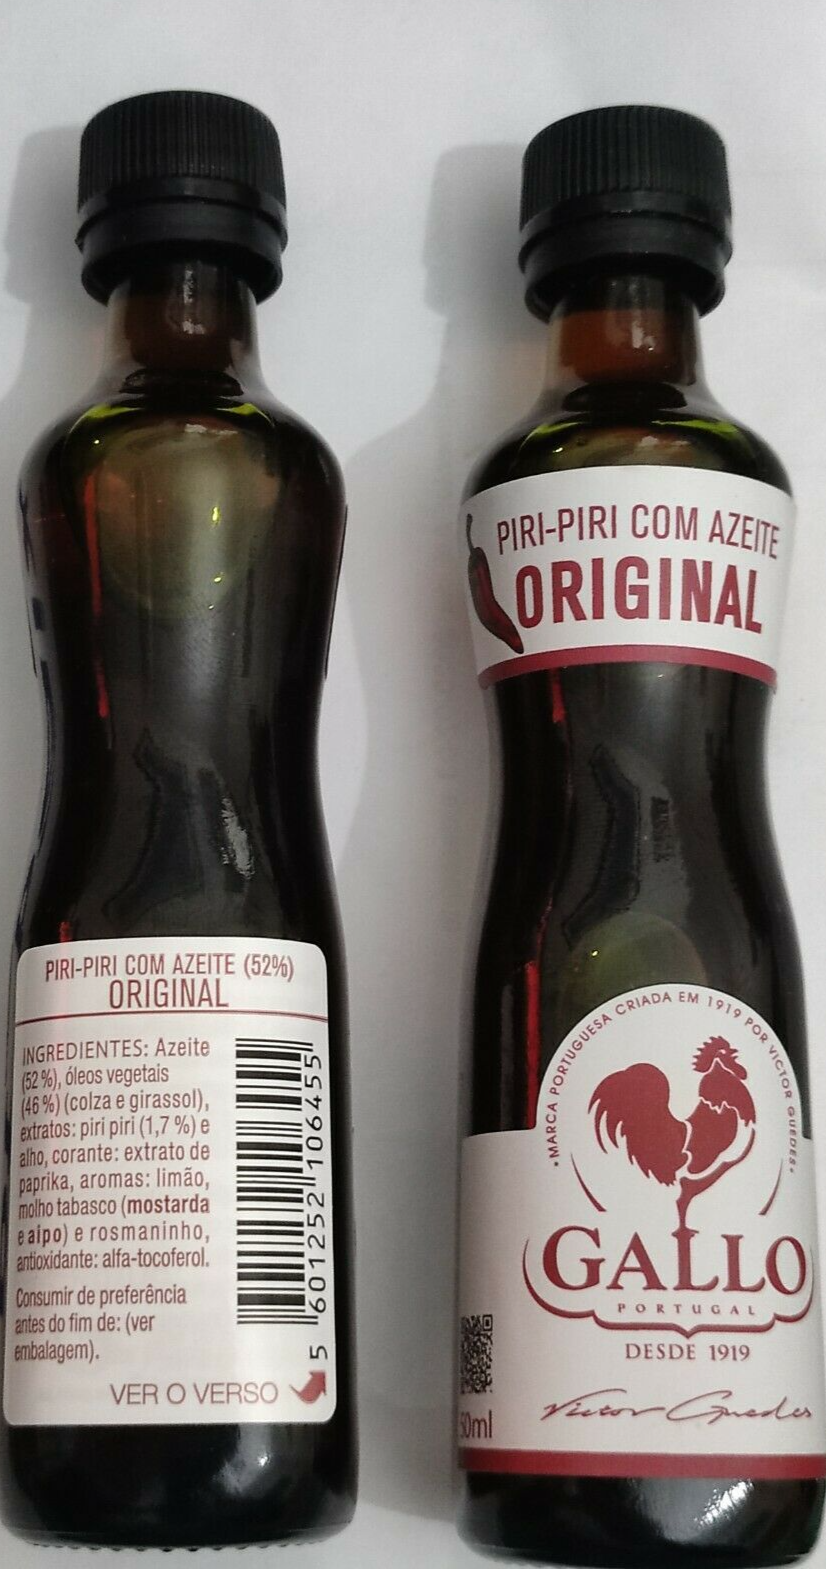 PIRI-PIRI COM AZEITE (52%)
ORIGINAL
INGREDIENTES: Azeite
(52 %), óleos vegetais
(46 %) (colza e girassol),
extratos: piri piri (1,7 %) e
alho, corante: extrato de
paprika, aromas: limão,
molho tabasco (mostarda
e aipo) e rosmaninho,
antioxidante: alfa-tocoferol.
Consumir de preferência
antes do fim de: (ver
embalagem).
VER O VERSO
5 601252 106455
PIRI-PIRI COM AZEITE
ORIGINAL
• MARCA PORTUGUESA CRIADA EM 1919 POR VICTOR GUEDES •
GALLO
PORTUGAL
DESDE 1919
Victor Guedes